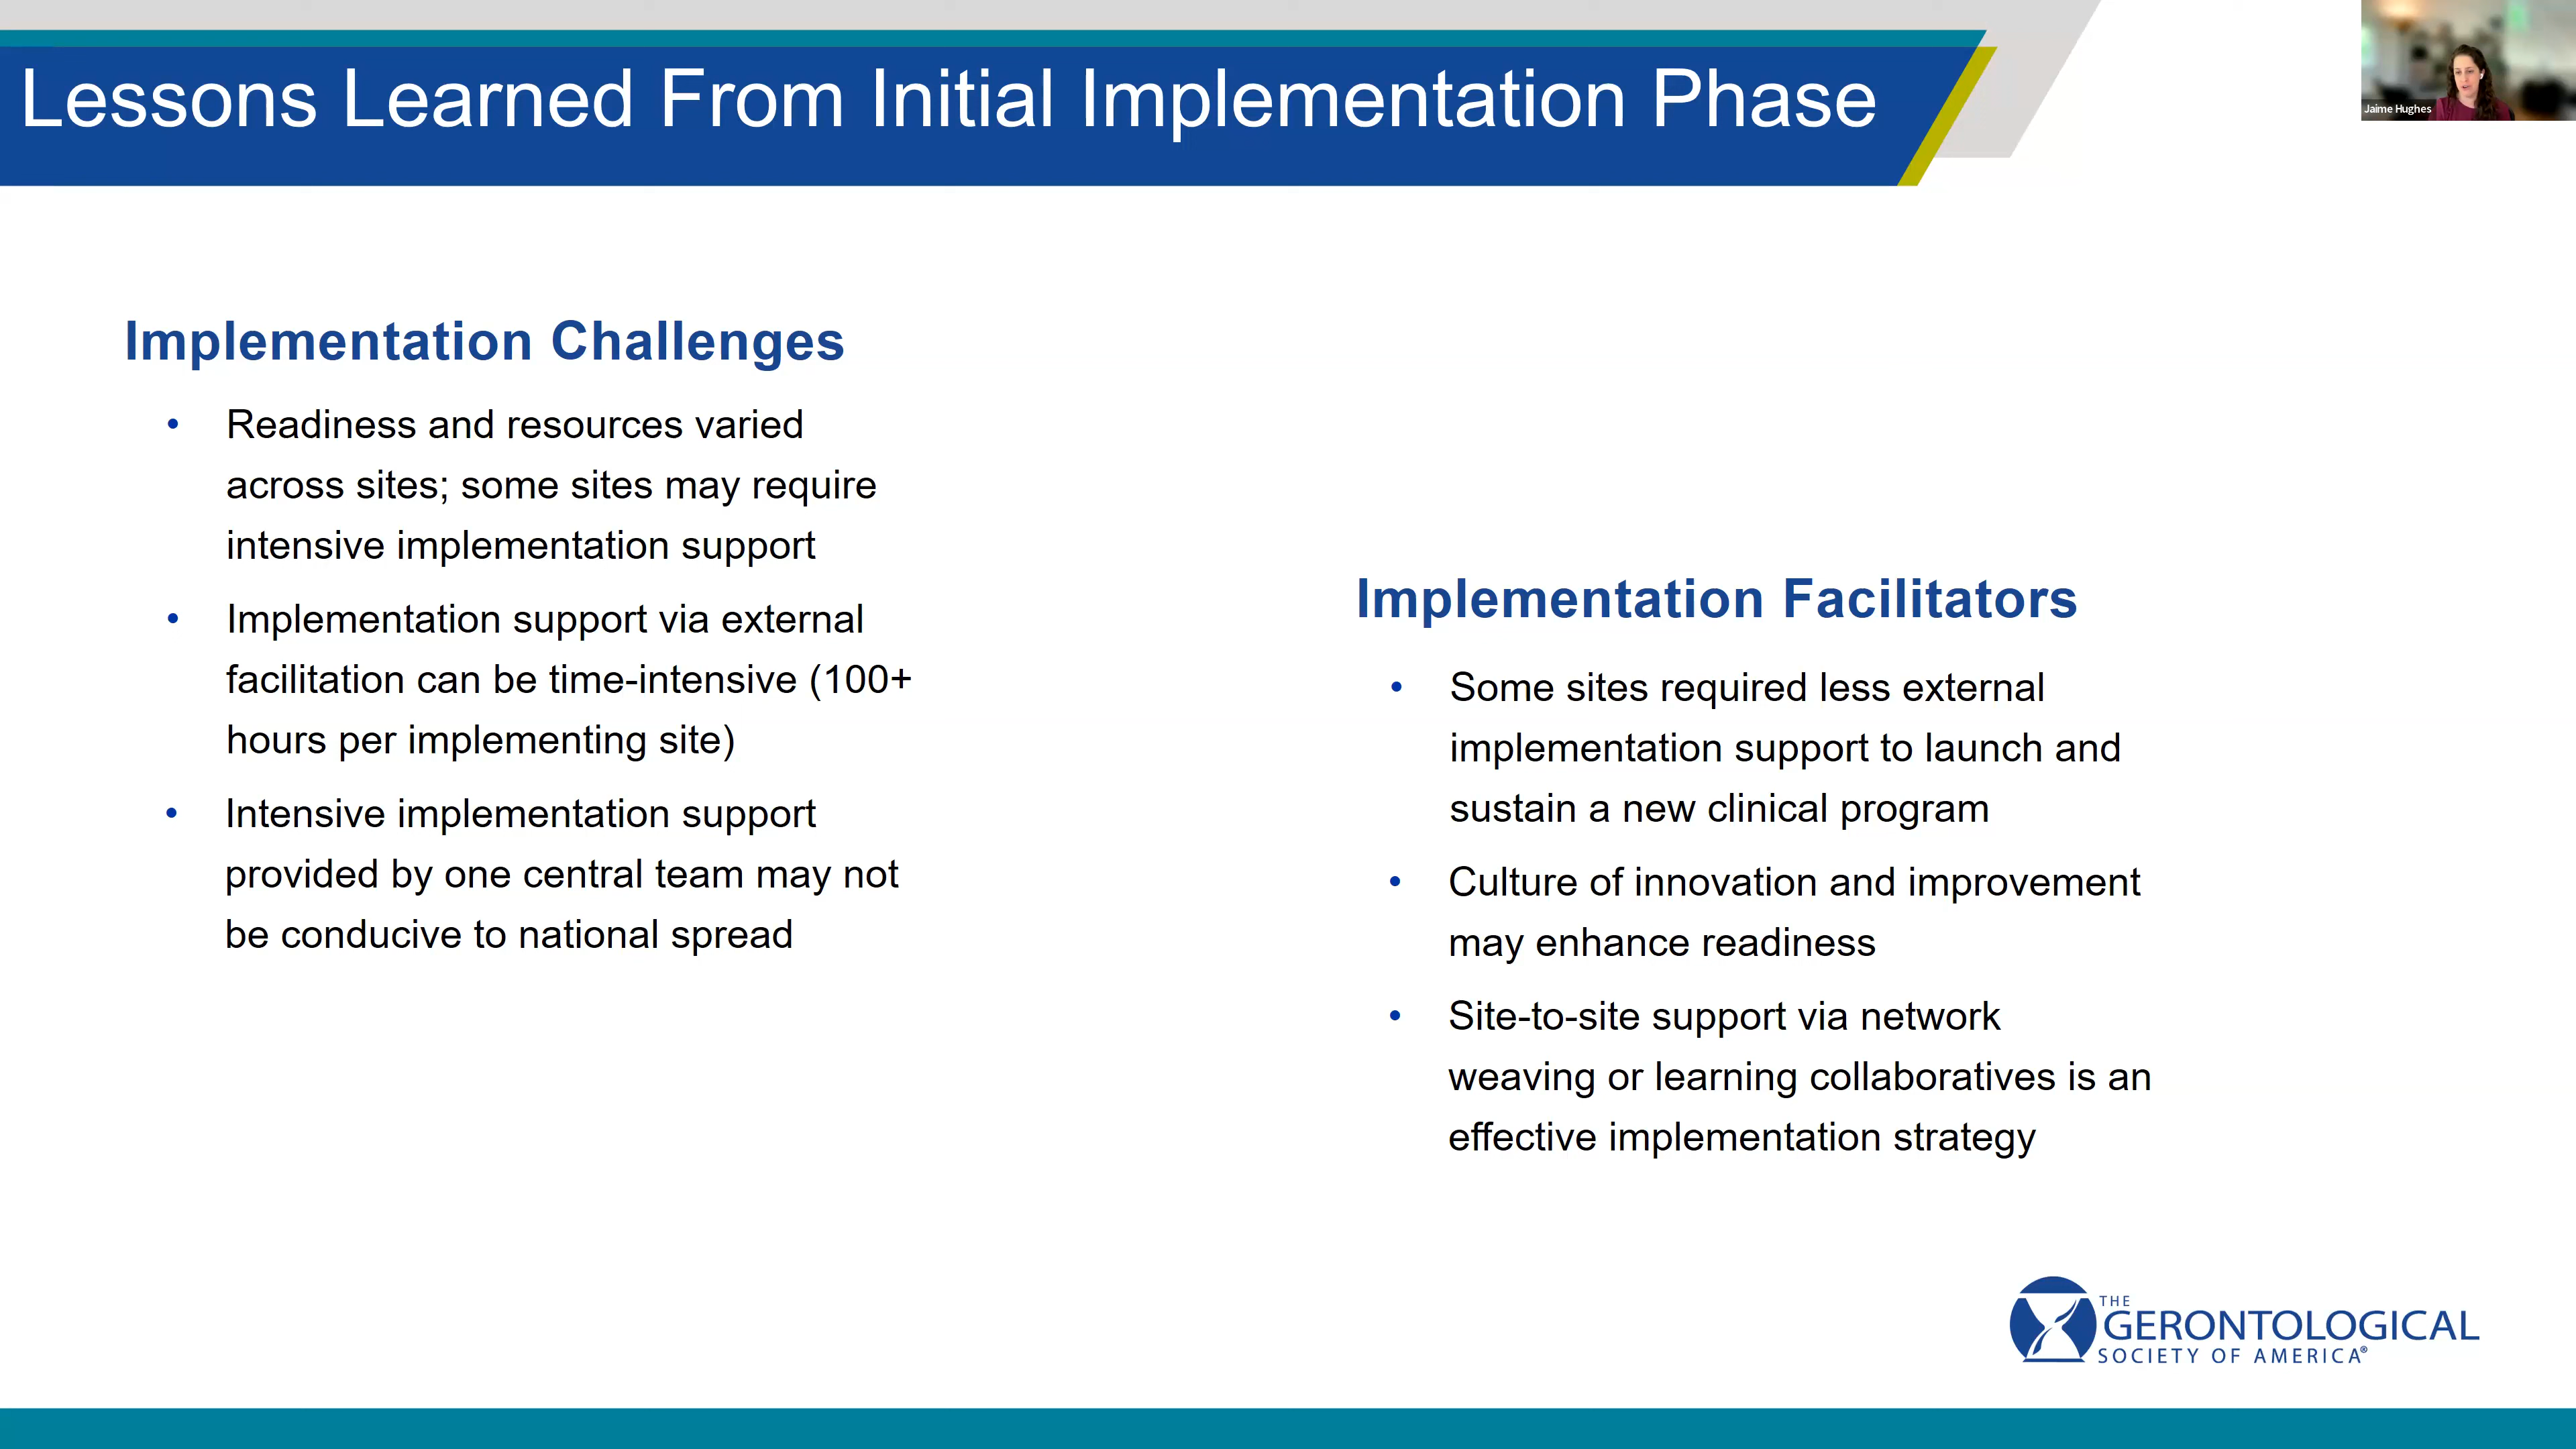 Lessons Learned From Initial Implementation Phase
Jaime Hughes
Implementation Challenges
• Readiness and resources varied
across sites; some sites may require
intensive implementation support
• Implementation support via external
facilitation can be time-intensive (100+
hours per implementing site)
• Intensive implementation support
provided by one central team may not
be conducive to national spread
Implementation Facilitators
• Some sites required less external
implementation support to launch and
sustain a new clinical program
• Culture of innovation and improvement
may enhance readiness
• Site-to-site support via network
weaving or learning collaboratives is an
effective implementation strategy
THE
GERONTOLOGICAL
SOCIETY OF AMERICA®